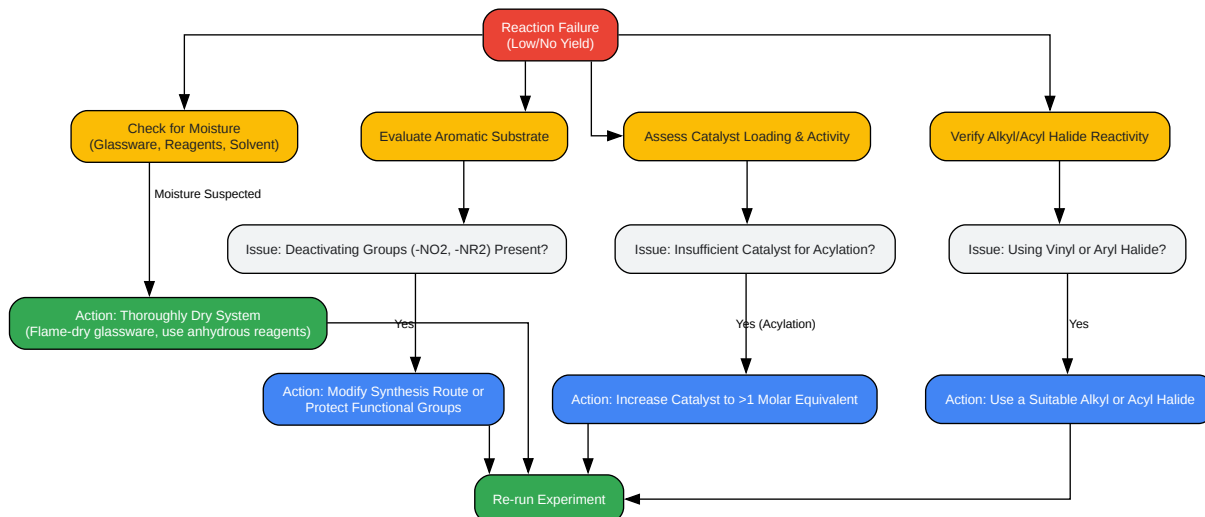 Reaction Failure
(Low/No Yield)
Check for Moisture
(Glassware, Reagents, Solvent)
Evaluate Aromatic Substrate
Assess Catalyst Loading & Activity
Verify Alkyl/Acyl Halide Reactivity
Moisture Suspected
Issue: Deactivating Groups (-NO2, -NR2) Present?
Issue: Insufficient Catalyst for Acylation?
Issue: Using Vinyl or Aryl Halide?
Action: Thoroughly Dry System
(Flame-dry glassware, use anhydrous reagents)
Yes
Yes (Acylation)
Yes
Action: Modify Synthesis Route or
Protect Functional Groups
Action: Increase Catalyst to >1 Molar Equivalent
Action: Use a Suitable Alkyl or Acyl Halide
Re-run Experiment